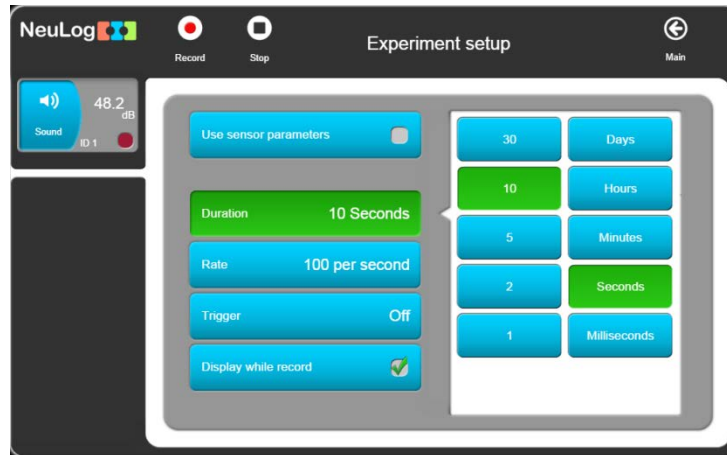 NeuLog
Record
Stop
Experiment setup
Main
48.2
dB
Sound
ID 1
Use sensor parameters
Duration 10 Seconds
Rate 100 per second
Trigger Off
Display while record
30 Days
10 Hours
5 Minutes
2 Seconds
1 Milliseconds